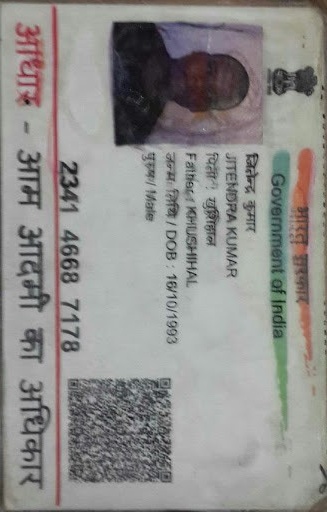 भारत सरकार
Government of India
जितेन्द्र कुमार
JITENDRA KUMAR
पिता : खुशिहाल
Father : KHUSHIHAL
जन्म तिथि / DOB : 16/10/1993
पुरुष / Male
2341 4668 7178
आधार - आम आदमी का अधिकार